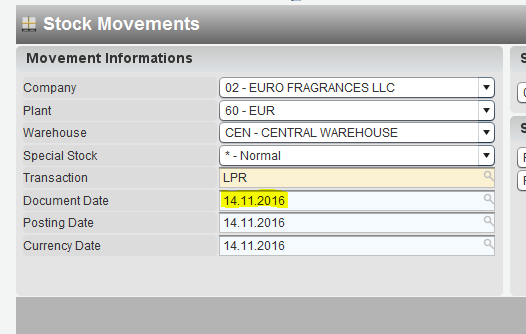 Stock Movements
Movement Informations
Company 02 - EURO FRAGRANCES LLC
Plant 60 - EUR
Warehouse CEN - CENTRAL WAREHOUSE
Special Stock * - Normal
Transaction LPR
Document Date 14.11.2016
Posting Date 14.11.2016
Currency Date 14.11.2016